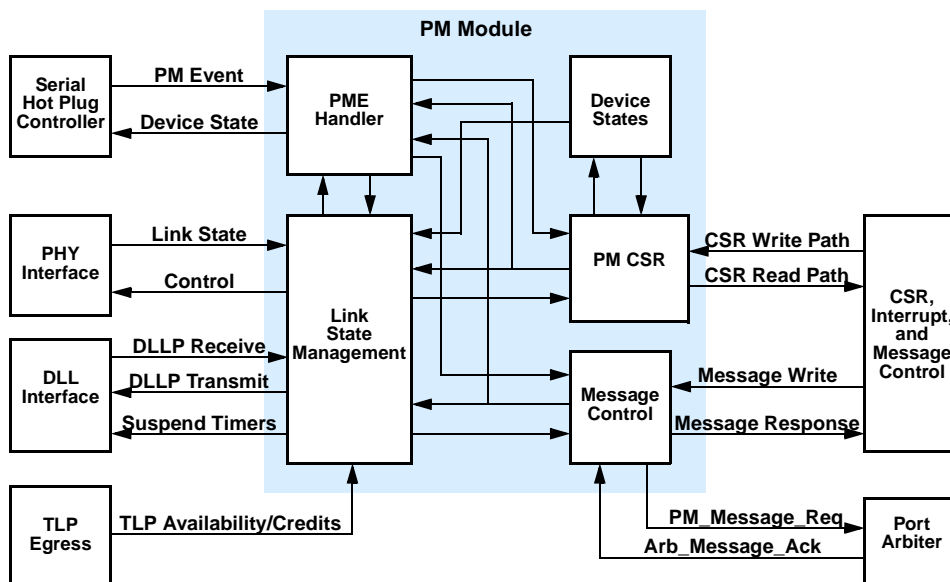 PM Module
Serial
Hot Plug
Controller
PM Event
Device State
PME
Handler
Device
States
PHY
Interface
Link State
Control
Link
State
Management
PM CSR
CSR Write Path
CSR Read Path
CSR,
Interrupt,
and
Message
Control
DLL
Interface
DLLP Receive
DLLP Transmit
Suspend Timers
Message
Control
Message Write
Message Response
TLP
Egress
TLP Availability/Credits
PM_Message_Req
Arb_Message_Ack
Port
Arbiter